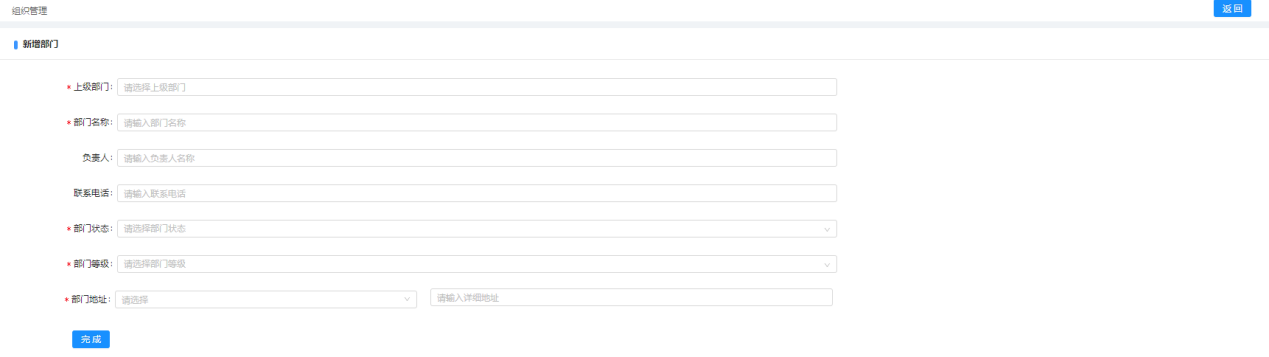 组织管理 返回
新增部门
* 上级部门: 请选择上级部门
* 部门名称: 请输入部门名称
负责人: 请输入负责人名称
联系电话: 请输入联系电话
* 部门状态: 请选择部门状态
* 部门等级: 请选择部门等级
* 部门地址: 请选择 请输入详细地址
完成